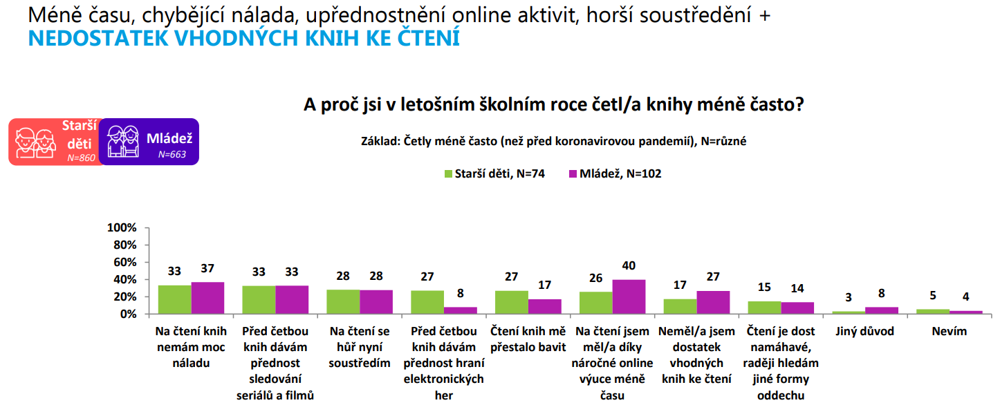 Méně času, chybějící nálada, upřednostnění online aktivit, horší soustředění +
NEDOSTATEK VHODNÝCH KNIH KE ČTENÍ
A proč jsi v letošním školním roce četl/a knihy méně často?
Starší
děti
N=860
Mládež
N=663
Základ: Četly méně často (než před koronavirovou pandemií), N=různé
Starší děti, N=74 Mládež, N=102
100%
80%
60%
40%
20%
0%
33 37 33 33 28 28 27 8 27 17 26 40 17 27 15 14 3 8 5 4
Na čtení knih
nemám moc
náladu
Před četbou
knih dávám
přednost
sledování
seriálů a filmů
Na čtení se
hůř nyní
soustředím
Před četbou
knih dávám
přednost hraní
elektronických
her
Čtení knih mě
přestalo bavit
Na čtení jsem
měl/a díky
náročné online
výuce méně
času
Neměl/a jsem
dostatek
vhodných
knih ke čtení
Čtení je dost
namáhavé,
raději hledám
jiné formy
oddechu
Jiný důvod
Nevím